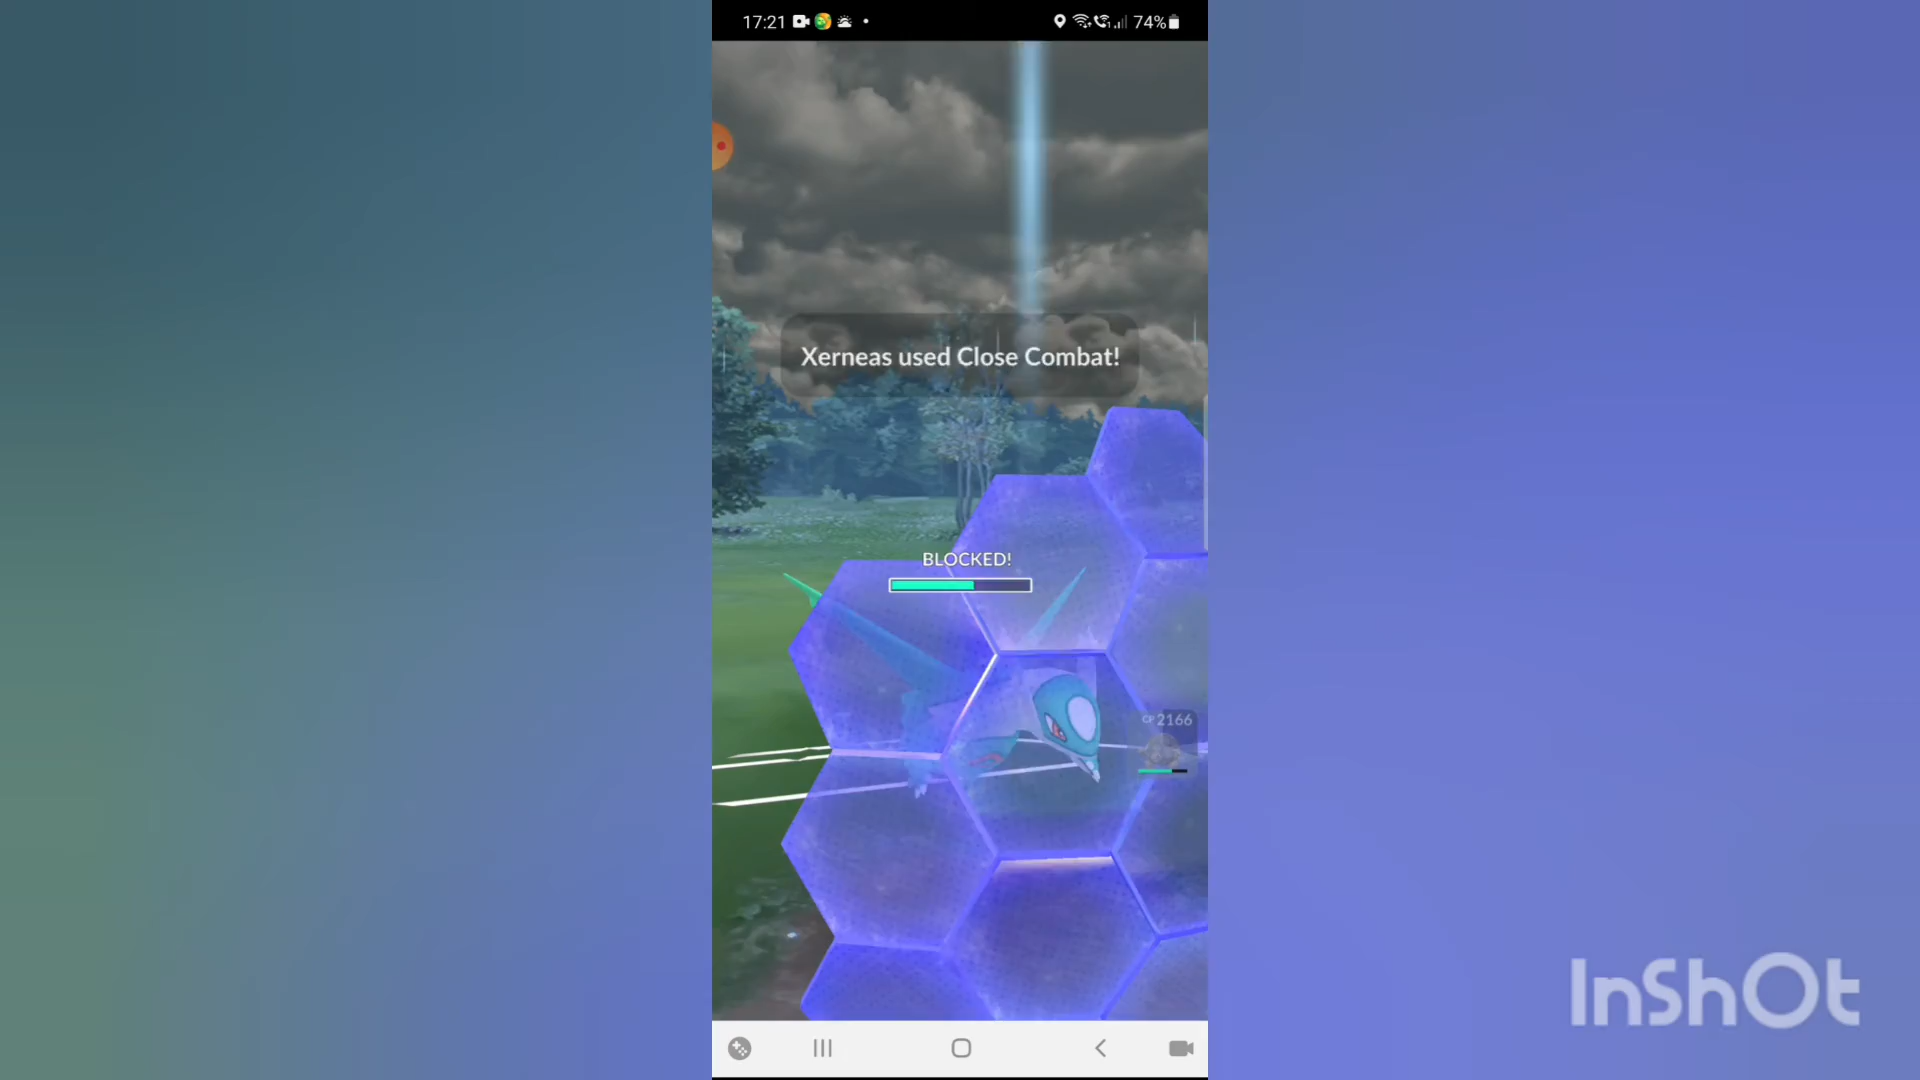 17:21
74%
Xerneas used Close Combat!
BLOCKED!
CP 2166
InShOt